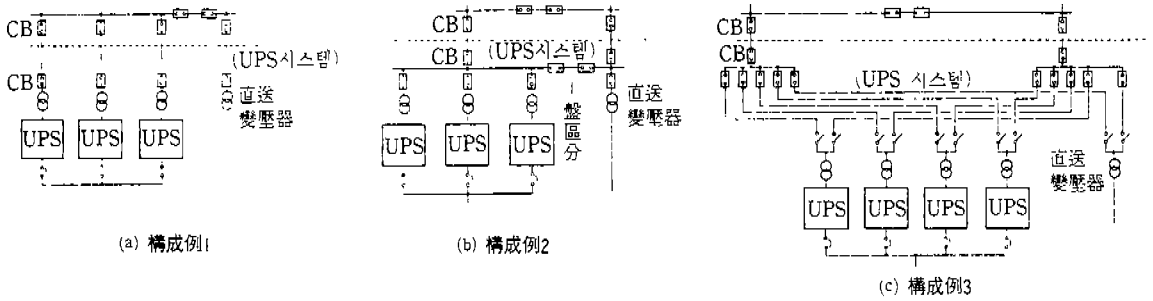 CB
(UPS시스템)
CB
直送
變壓器
UPS UPS UPS
(a) 構成例1
CB
CB
(UPS시스템)
盤區分
直送
變壓器
UPS UPS UPS
(b) 構成例2
CB
CB
(UPS 시스템)
直送
變壓器
UPS UPS UPS UPS
(c) 構成例3